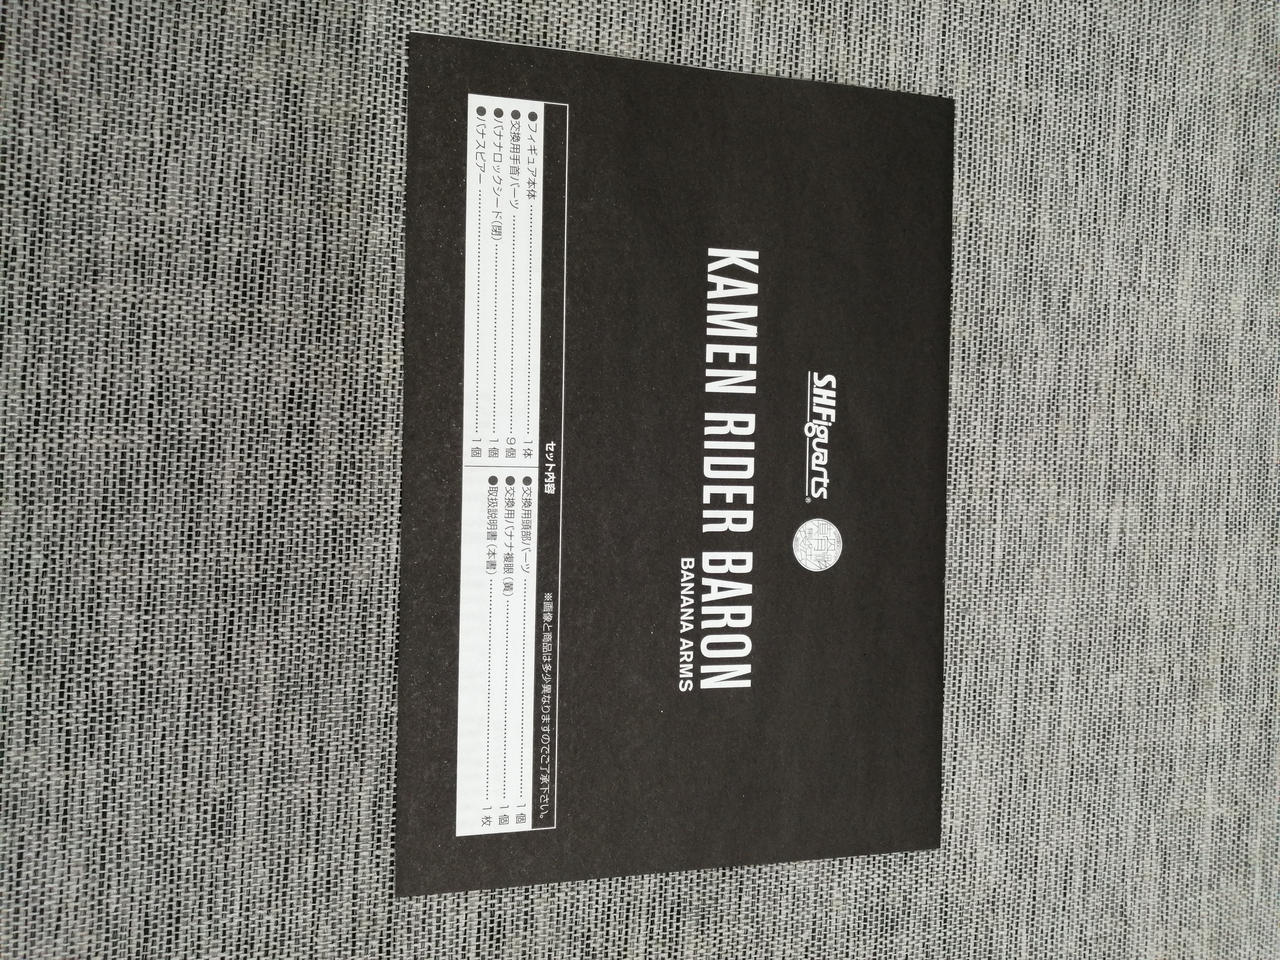 S.H.Figuarts®
真骨彫製法
KAMEN RIDER BARON
BANANA ARMS
セット内容
※画像と商品は多少異なりますのでご了承下さい。
●フィギュア本体 1体
●交換用手首パーツ 9個
●バナナロックシード(閉) 1個
●バナスピアー 1個
●交換用頭部パーツ 1個
●交換用バナナ複眼(黄) 1個
●取扱説明書(本書) 1枚